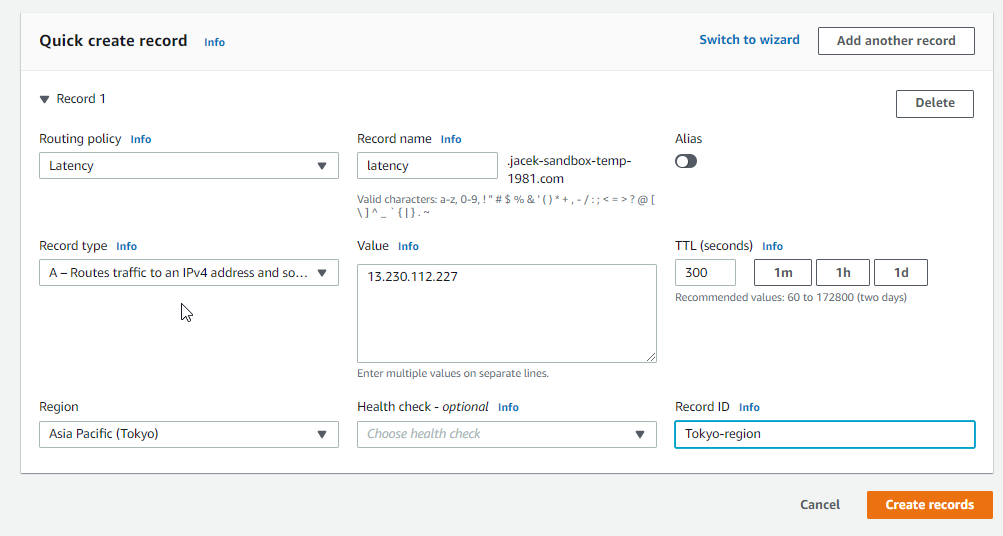 Quick create record Info Switch to wizard Add another record
Record 1 Delete
Routing policy Info Record name Info Alias
Latency latency .jacek-sandbox-temp-
1981.com
Valid characters: a-z, 0-9, ! " # $ % & ' ( ) * + , - / : ; < = > ? @ [
\ ] ^ _ ` { | } . ~
Record type Info Value Info TTL (seconds) Info
A – Routes traffic to an IPv4 address and so... 13.230.112.227 300 1m 1h 1d
Recommended values: 60 to 172800 (two days)
Enter multiple values on separate lines.
Region Health check - optional Info Record ID Info
Asia Pacific (Tokyo) Choose health check Tokyo-region
Cancel Create records